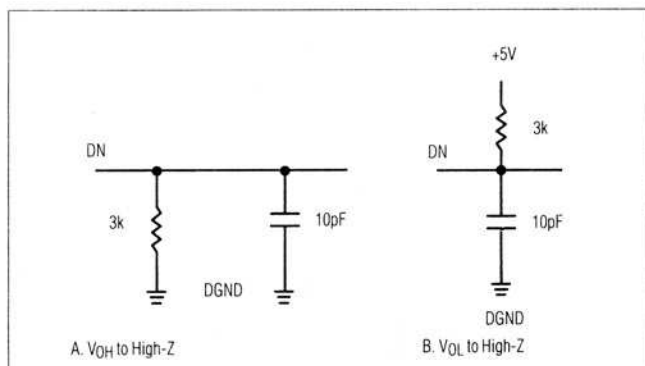 DN
3k
10pF
DGND
A. VOH to High-Z
+5V
3k
DN
10pF
DGND
B. VOL to High-Z